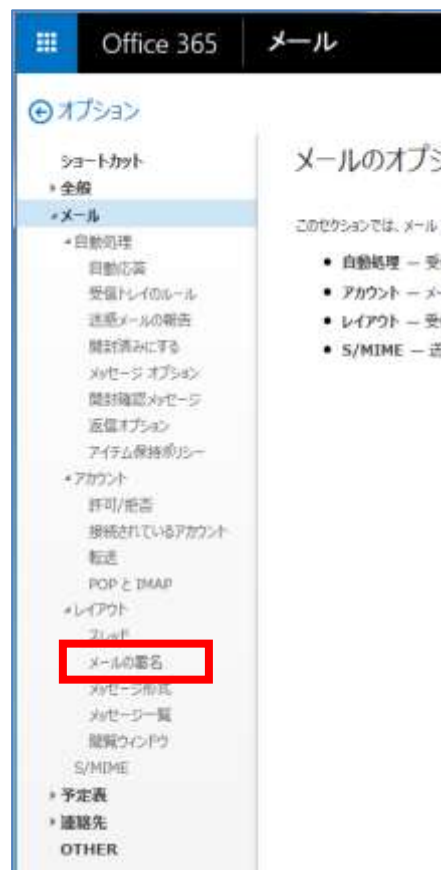 Office 365 メール
オプション
ショートカット
全般
メール
自動処理
自動応答
受信トレイのルール
迷惑メールの報告
開封済みにする
メッセージ オプション
開封確認メッセージ
返信オプション
アイテム保持ポリシー
アカウント
許可/拒否
接続されているアカウント
転送
POP と IMAP
レイアウト
スレッド
メールの署名
メッセージ形式
メッセージ一覧
閲覧ウィンドウ
S/MIME
予定表
連絡先
OTHER
メールのオプシ
このセクションでは、メール
• 自動処理 — 受
• アカウント — メー
• レイアウト — 受
• S/MIME — 送